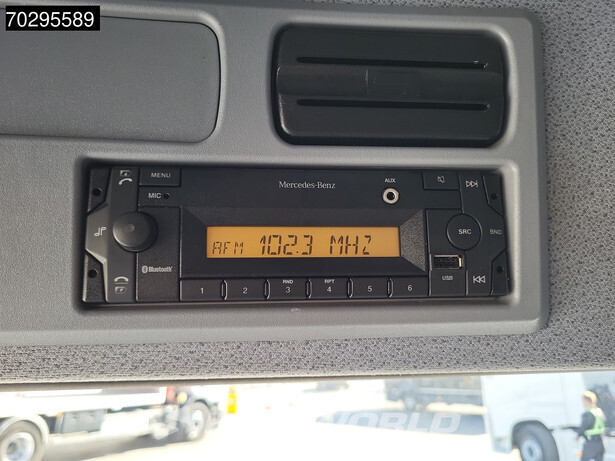 70295589
MENU
Mercedes-Benz
AUX
MIC
SRC
BND
AFM 102.3 MHZ
Bluetooth
USB
RND
RPT
1 2 3 4 5 6
WORLD